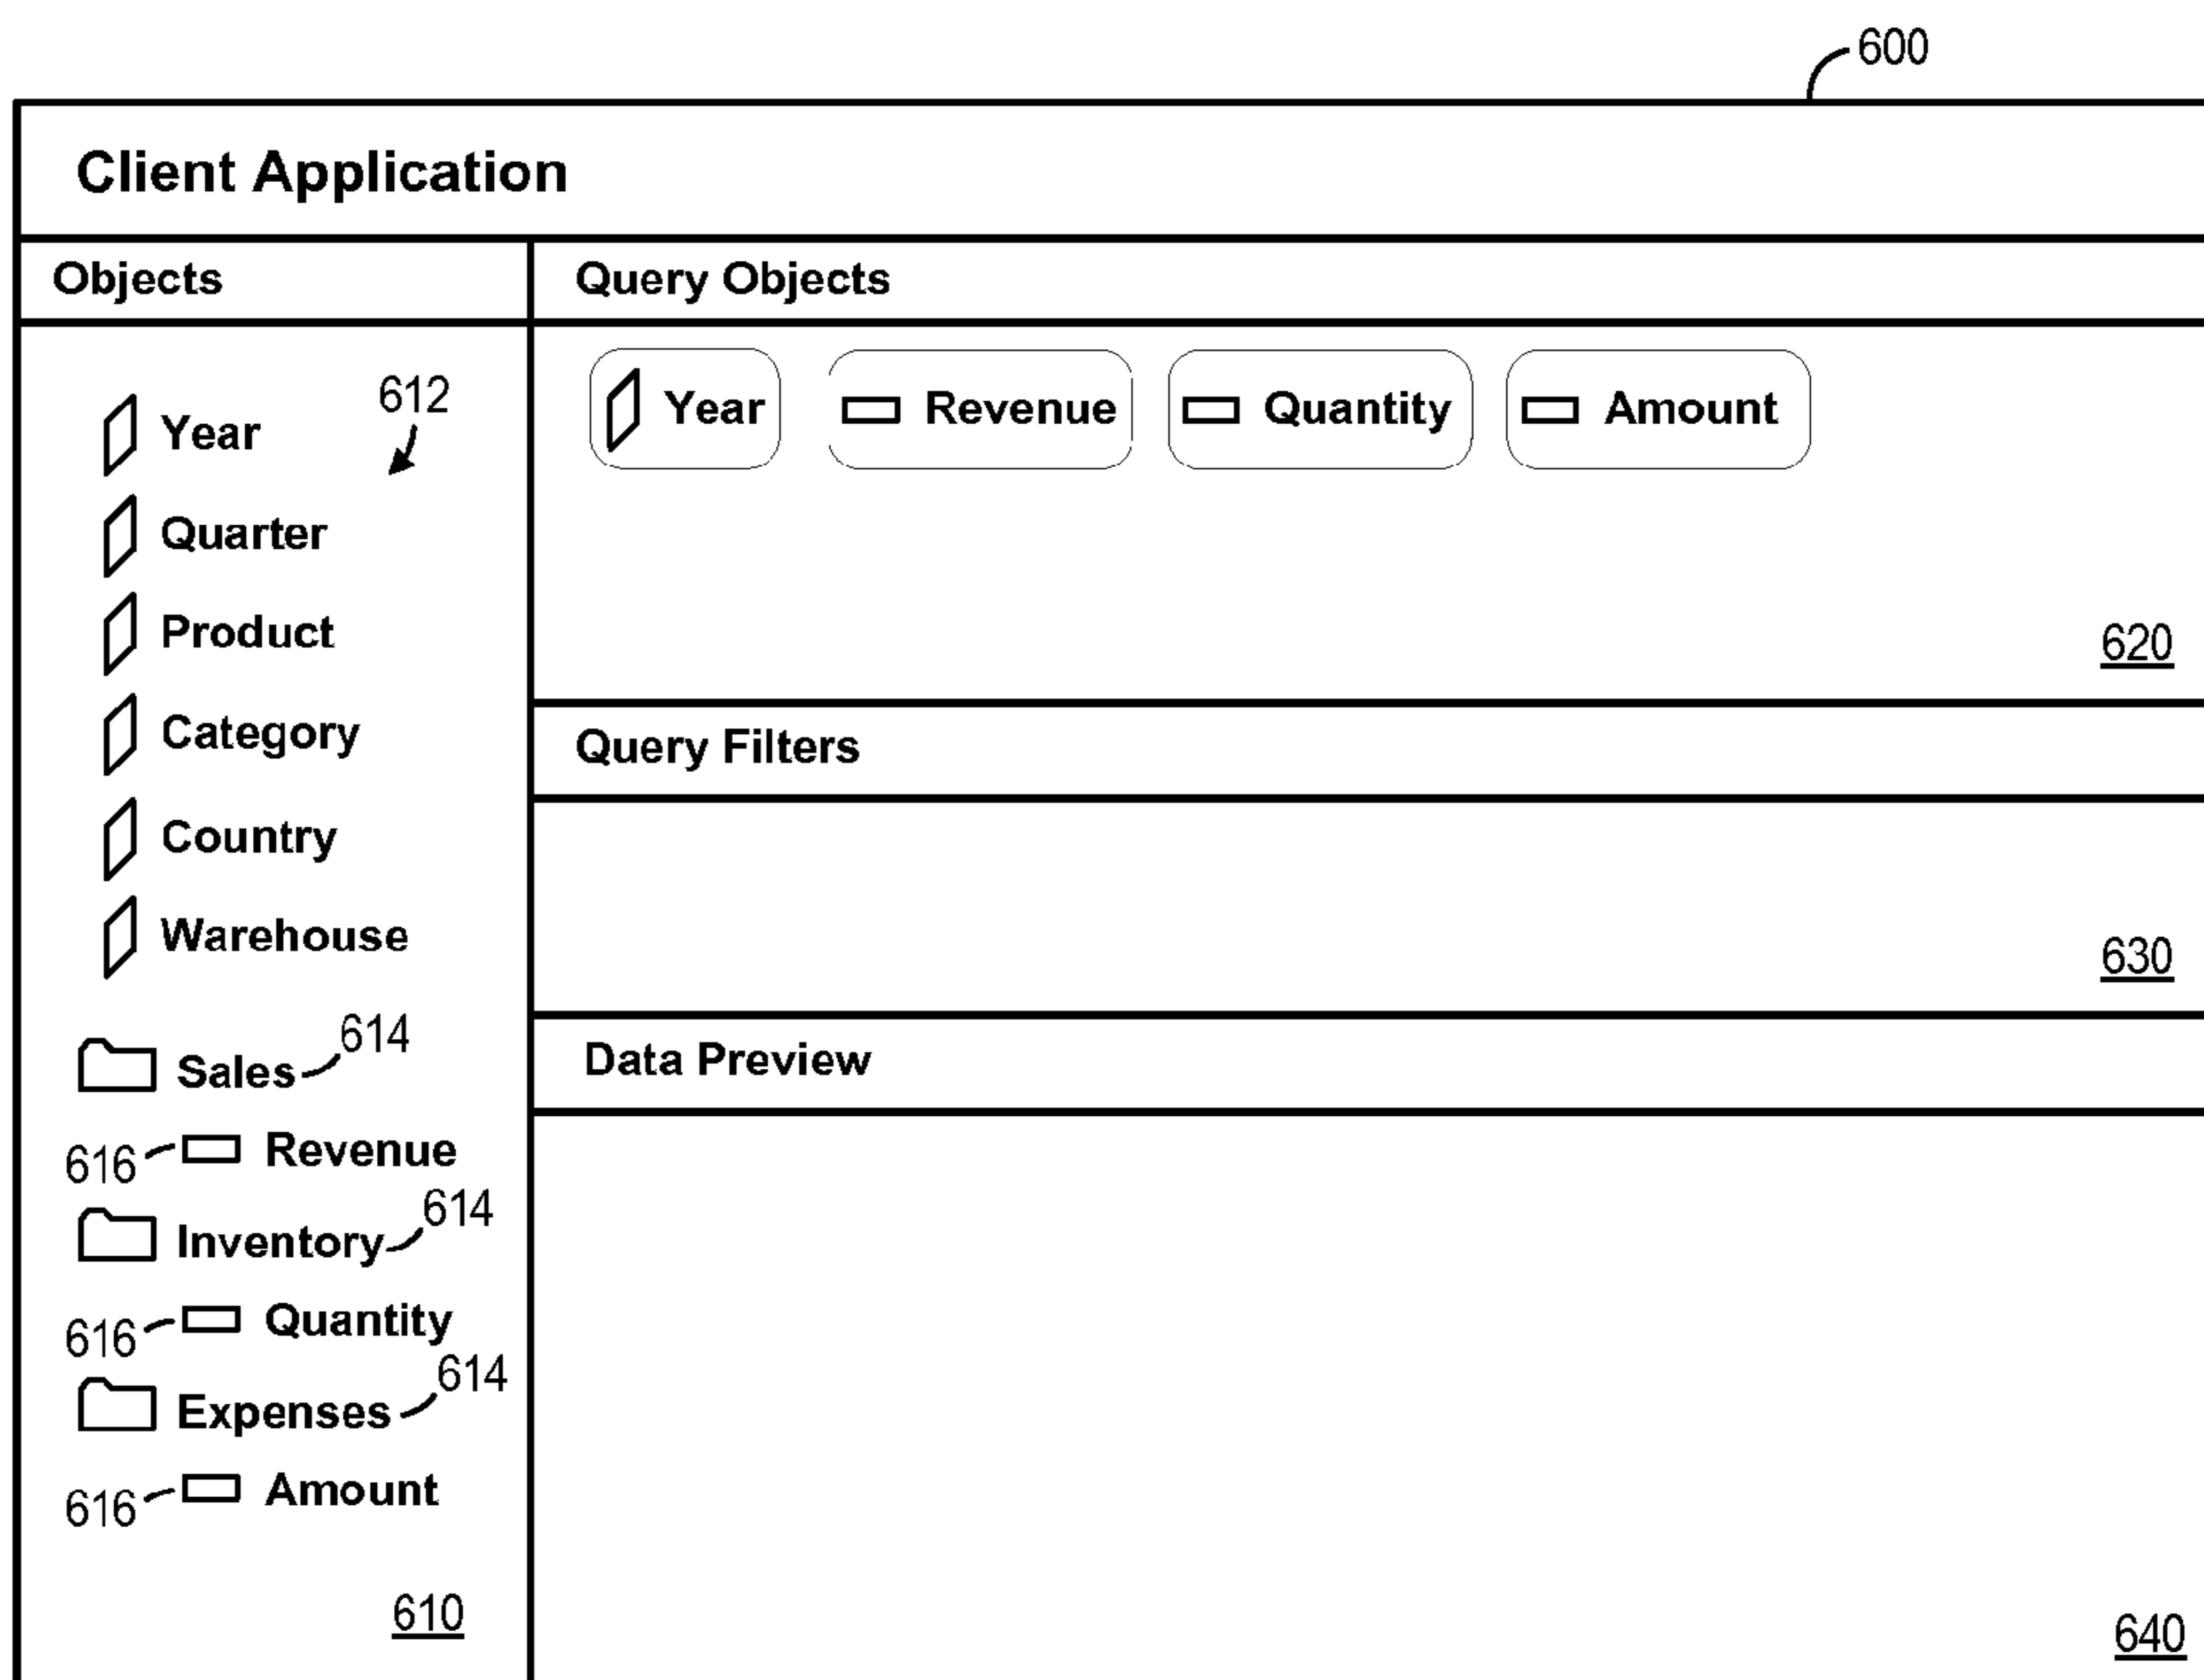 600
Client Application
Objects
Query Objects
612
Year
Quarter
Product
Category
Country
Warehouse
Sales 614
616 Revenue
Inventory 614
616 Quantity
Expenses 614
616 Amount
610
Year Revenue Quantity Amount
620
Query Filters
630
Data Preview
640